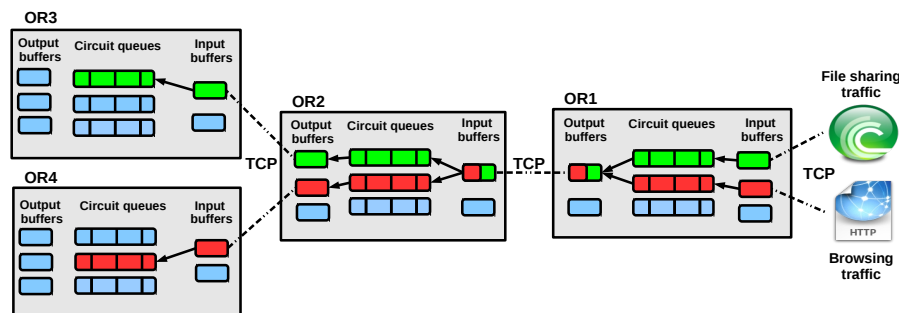 OR3
Output
buffers
Circuit queues
Input
buffers
OR4
Output
buffers
Circuit queues
Input
buffers
TCP
OR2
Output
buffers
Circuit queues
Input
buffers
TCP
OR1
Output
buffers
Circuit queues
Input
buffers
TCP
File sharing
traffic
HTTP
Browsing
traffic